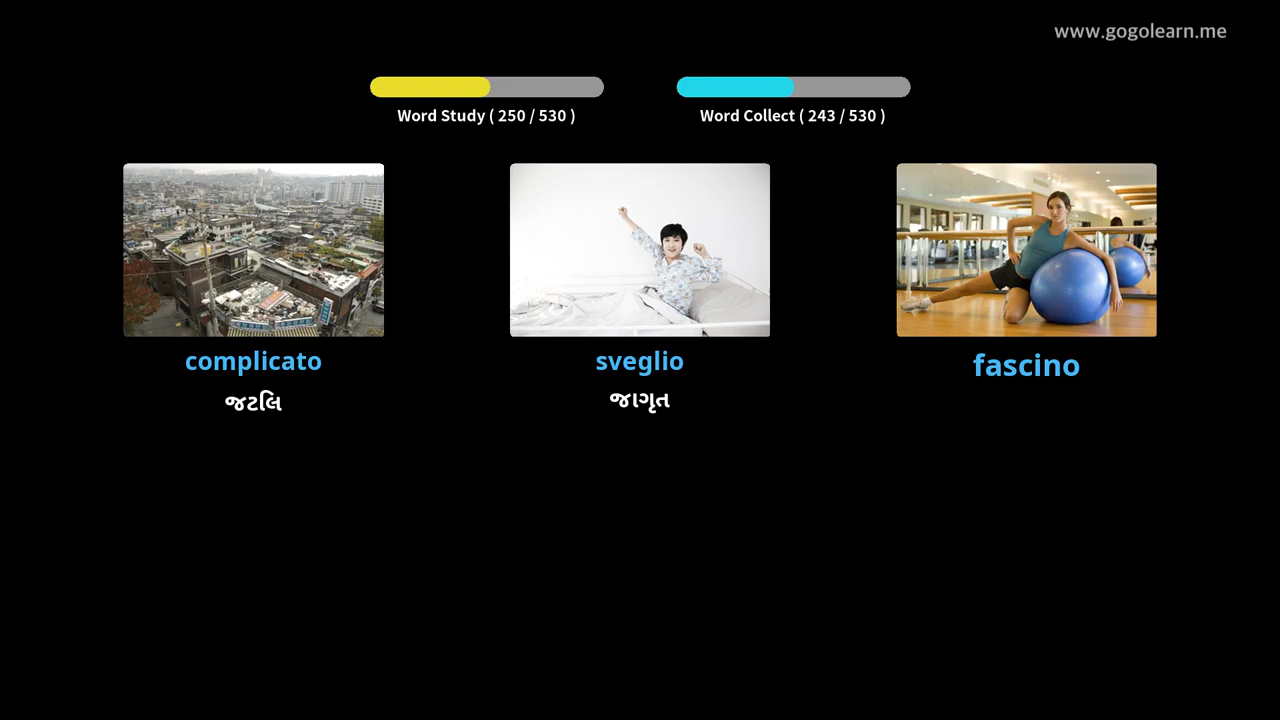 www.gogolearn.me
Word Study ( 250 / 530 )
Word Collect ( 243 / 530 )
complicato
જટિલ
sveglio
જાગૃત
fascino